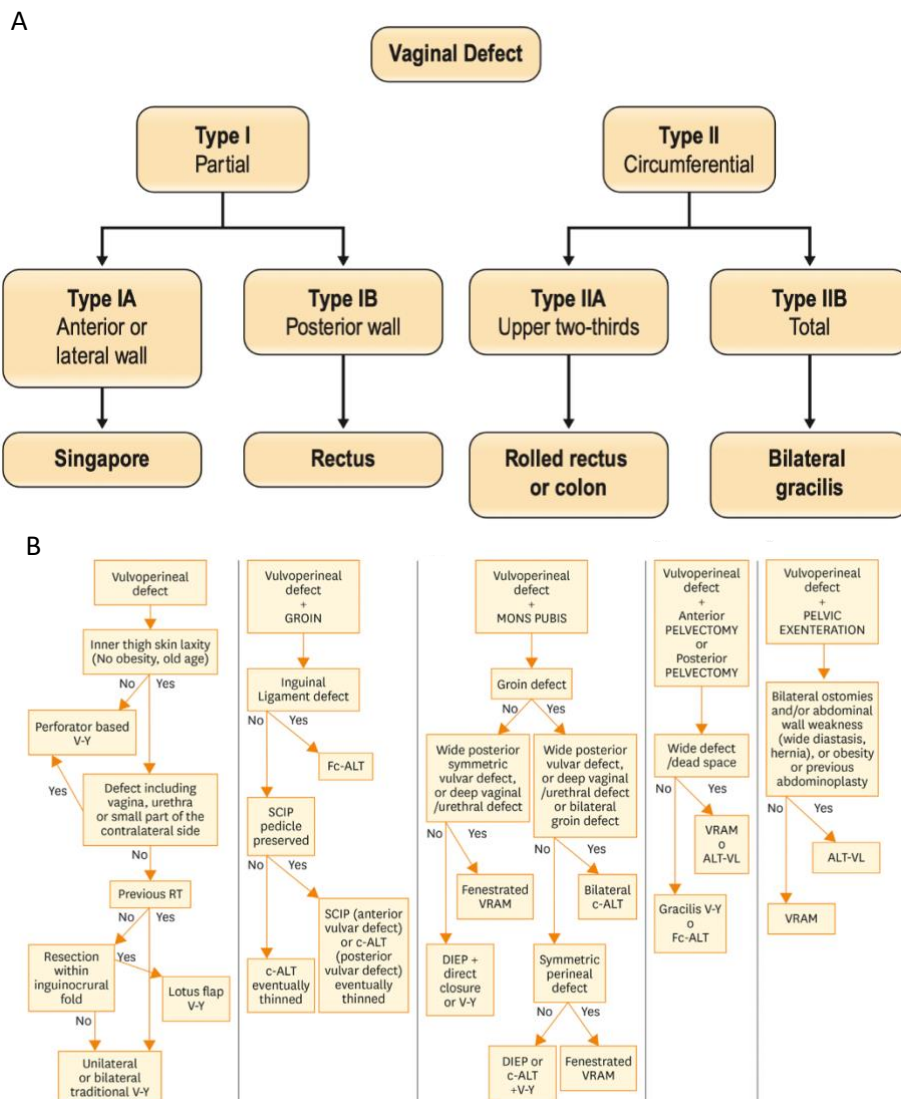 A
Vaginal Defect
Type I
Partial
Type II
Circumferential
Type IA
Anterior or
lateral wall
Type IB
Posterior wall
Type IIA
Upper two-thirds
Type IIB
Total
Singapore
Rectus
Rolled rectus
or colon
Bilateral
gracilis
B
Vulvoperineal
defect
Inner thigh skin laxity
(No obesity, old age)
No
Yes
Perforator based
V-Y
Yes
Defect including
vagina, urethra
or small part of the
contralateral side
No
Previous RT
No
Yes
Resection within
inguinocrural
fold
Yes
Lotus flap
V-Y
No
Unilateral
or bilateral
traditional V-Y
Vulvoperineal
defect
+
GROIN
Inguinal
Ligament defect
No
Yes
Fc-ALT
SCIP
pedicle
preserved
No
Yes
c-ALT
eventually
thinned
SCIP (anterior
vulvar defect)
or c-ALT
(posterior
vulvar defect)
eventually
thinned
Vulvoperineal
defect
+
MONS PUBIS
Groin defect
No
Yes
Wide posterior
symmetric
vulvar defect,
or deep vaginal
/urethral defect
Wide posterior
vulvar defect,
or deep vaginal
/urethral defect
or bilateral
groin defect
No
Yes
Fenestrated
VRAM
DIEP +
direct
closure
or V-Y
No
Yes
Bilateral
c-ALT
Symmetric
perineal
defect
No
Yes
DIEP or
c-ALT
+V-Y
Fenestrated
VRAM
Vulvoperineal
defect
+
Anterior
PELVECTOMY
or
Posterior
PELVECTOMY
Wide defect
/dead space
No
Yes
VRAM
o
ALT-VL
Gracilis V-Y
o
Fc-ALT
Vulvoperineal
defect
+
PELVIC
EXENTERATION
Bilateral ostomies
and/or abdominal
wall weakness
(wide diastasis,
hernia), or obesity
or previous
abdominoplasty
No
Yes
ALT-VL
VRAM